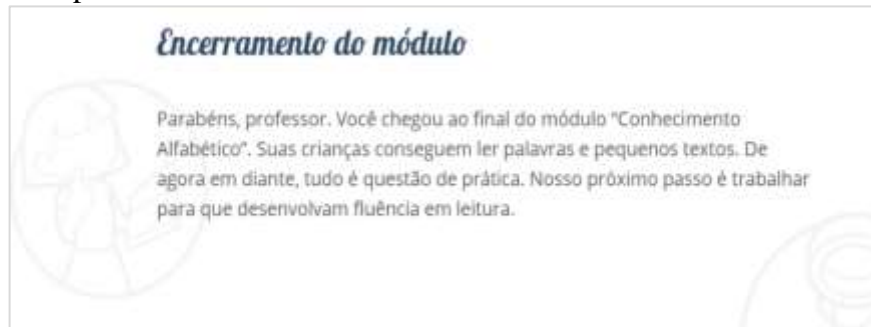 Encerramento do módulo
Parabéns, professor. Você chegou ao final do módulo "Conhecimento
Alfabético". Suas crianças conseguem ler palavras e pequenos textos. De
agora em diante, tudo é questão de prática. Nosso próximo passo é trabalhar
para que desenvolvam fluência em leitura.